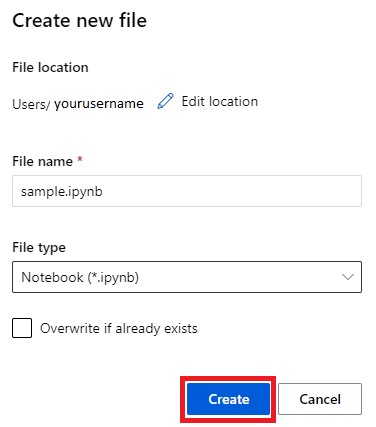 Create new file
File location
Users/ yourusername Edit location
File name *
sample.ipynb
File type
Notebook (*.ipynb)
Overwrite if already exists
Create Cancel